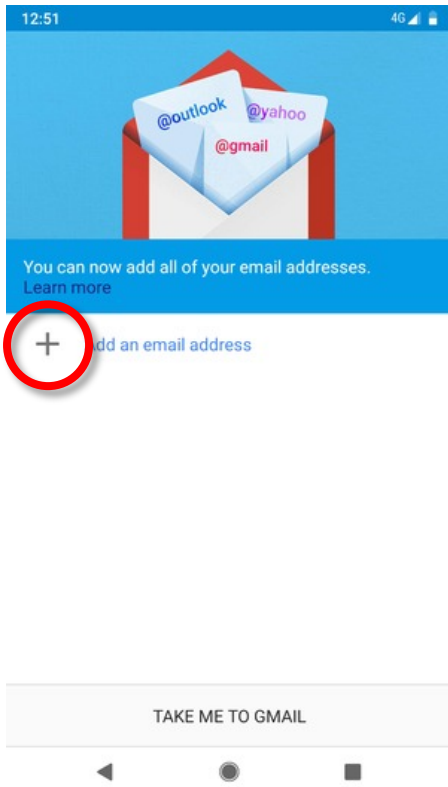 12:51 4G
@outlook @yahoo
@gmail
You can now add all of your email addresses.
Learn more
dd an email address
TAKE ME TO GMAIL